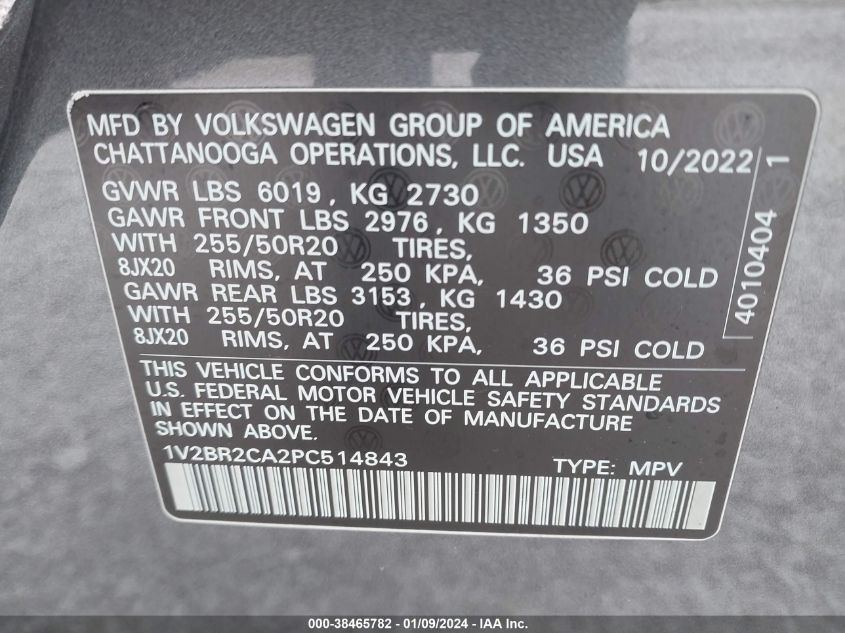 MFD BY VOLKSWAGEN GROUP OF AMERICA
CHATTANOOGA OPERATIONS, LLC. USA 10/2022
GVWR LBS 6019, KG 2730
GAWR FRONT LBS 2976, KG 1350
WITH 255/50R20 TIRES,
8JX20 RIMS, AT 250 KPA, 36 PSI COLD
GAWR REAR LBS 3153, KG 1430
WITH 255/50R20 TIRES,
8JX20 RIMS, AT 250 KPA, 36 PSI COLD
4010404 1
THIS VEHICLE CONFORMS TO ALL APPLICABLE
U.S. FEDERAL MOTOR VEHICLE SAFETY STANDARDS
IN EFFECT ON THE DATE OF MANUFACTURE
SHOWN ABOVE.
1V2BR2CA2PC514843 TYPE: MPV
000-38465782 - 01/09/2024 - IAA Inc.